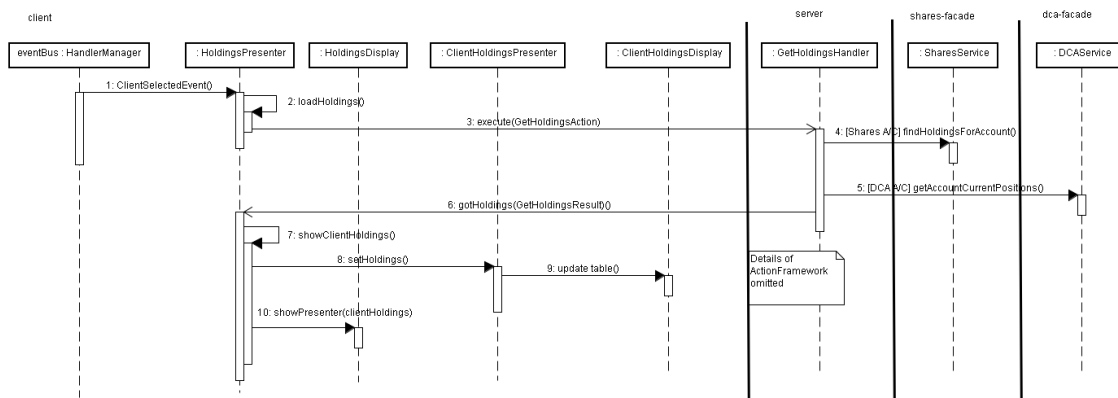 client
server
shares-facade
dca-facade
eventBus : HandlerManager
: HoldingsPresenter
: HoldingsDisplay
: ClientHoldingsPresenter
: ClientHoldingsDisplay
: GetHoldingsHandler
: SharesService
: DCAService
1: ClientSelectedEvent()
2: loadHoldings()
3: execute(GetHoldingsAction)
4: [Shares A/C] findHoldingsForAccount()
5: [DCA A/C] getAccountCurrentPositions()
6: gotHoldings(GetHoldingsResult)()
7: showClientHoldings()
8: setHoldings()
9: update table()
Details of
ActionFramework
omitted
10: showPresenter(clientHoldings)